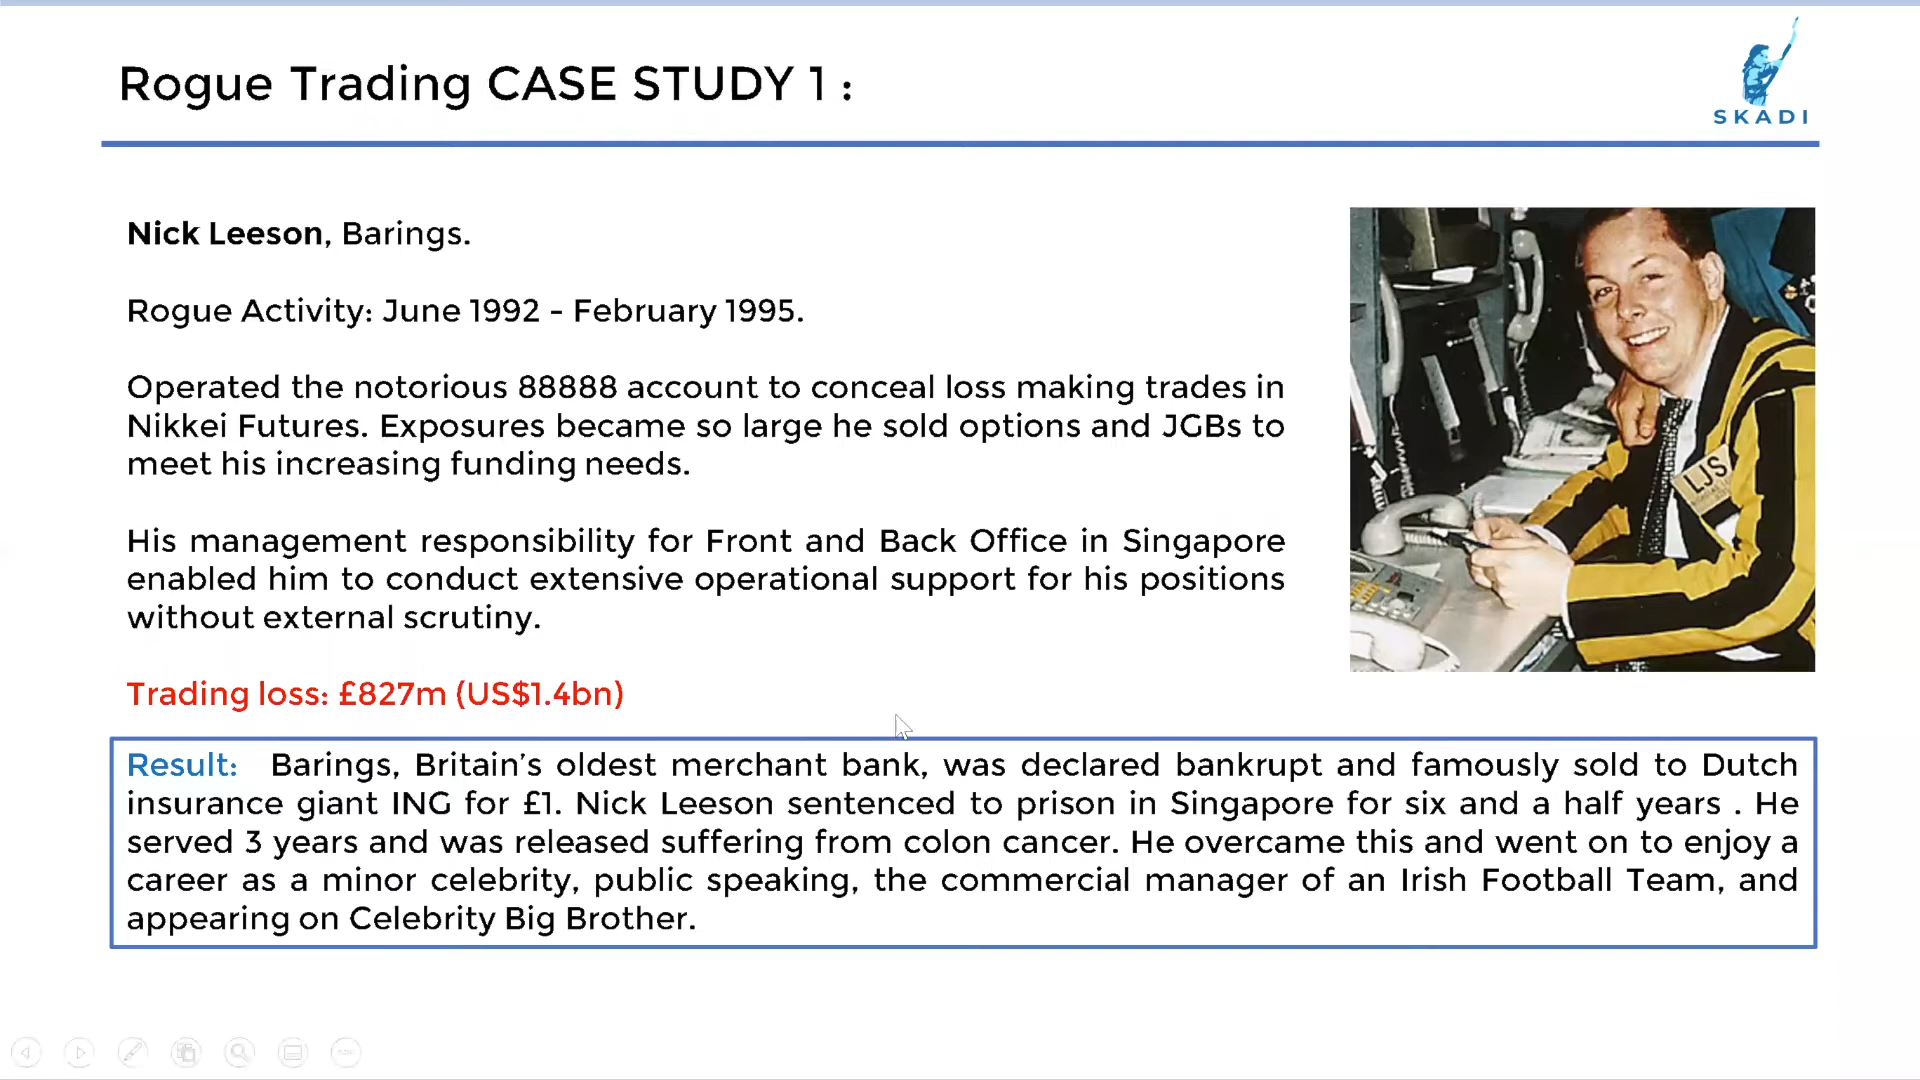 Rogue Trading CASE STUDY 1 :
SKADI
Nick Leeson, Barings.
Rogue Activity: June 1992 - February 1995.
Operated the notorious 88888 account to conceal loss making trades in
Nikkei Futures. Exposures became so large he sold options and JGBs to
meet his increasing funding needs.
His management responsibility for Front and Back Office in Singapore
enabled him to conduct extensive operational support for his positions
without external scrutiny.
LJS
Trading loss: £827m (US$1.4bn)
Result: Barings, Britain's oldest merchant bank, was declared bankrupt and famously sold to Dutch
insurance giant ING for £1. Nick Leeson sentenced to prison in Singapore for six and a half years . He
served 3 years and was released suffering from colon cancer. He overcame this and went on to enjoy a
career as a minor celebrity, public speaking, the commercial manager of an Irish Football Team, and
appearing on Celebrity Big Brother.